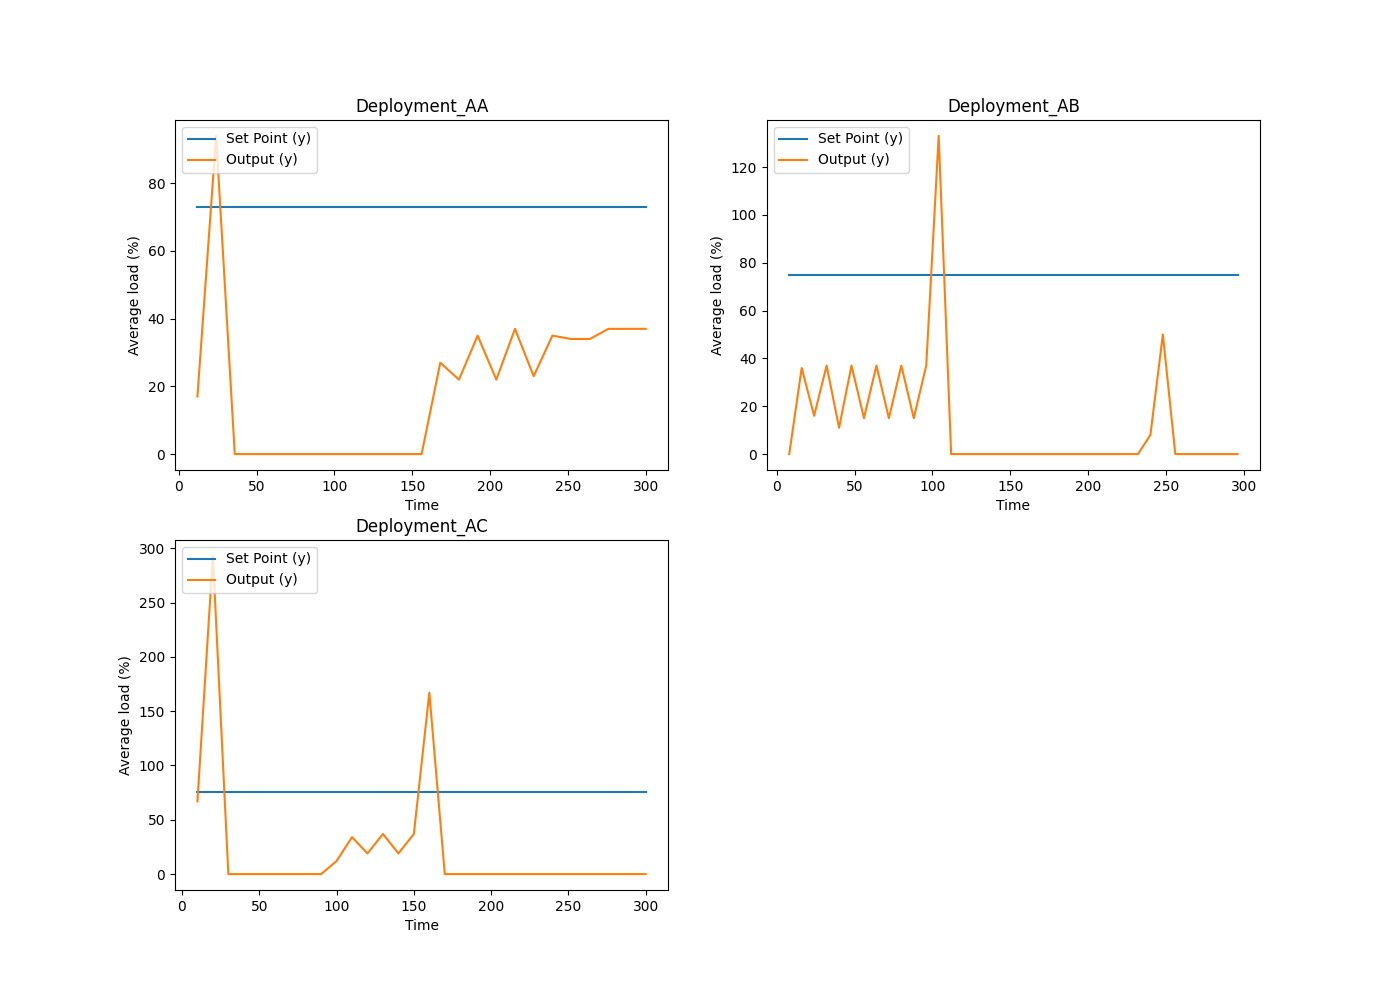 Deployment_AA
Set Point (y)
Output (y)
Average load (%)
80
60
40
20
0
0 50 100 150 200 250 300
Time
Deployment_AB
Set Point (y)
Output (y)
Average load (%)
120
100
80
60
40
20
0
0 50 100 150 200 250 300
Time
Deployment_AC
Set Point (y)
Output (y)
Average load (%)
300
250
200
150
100
50
0
0 50 100 150 200 250 300
Time